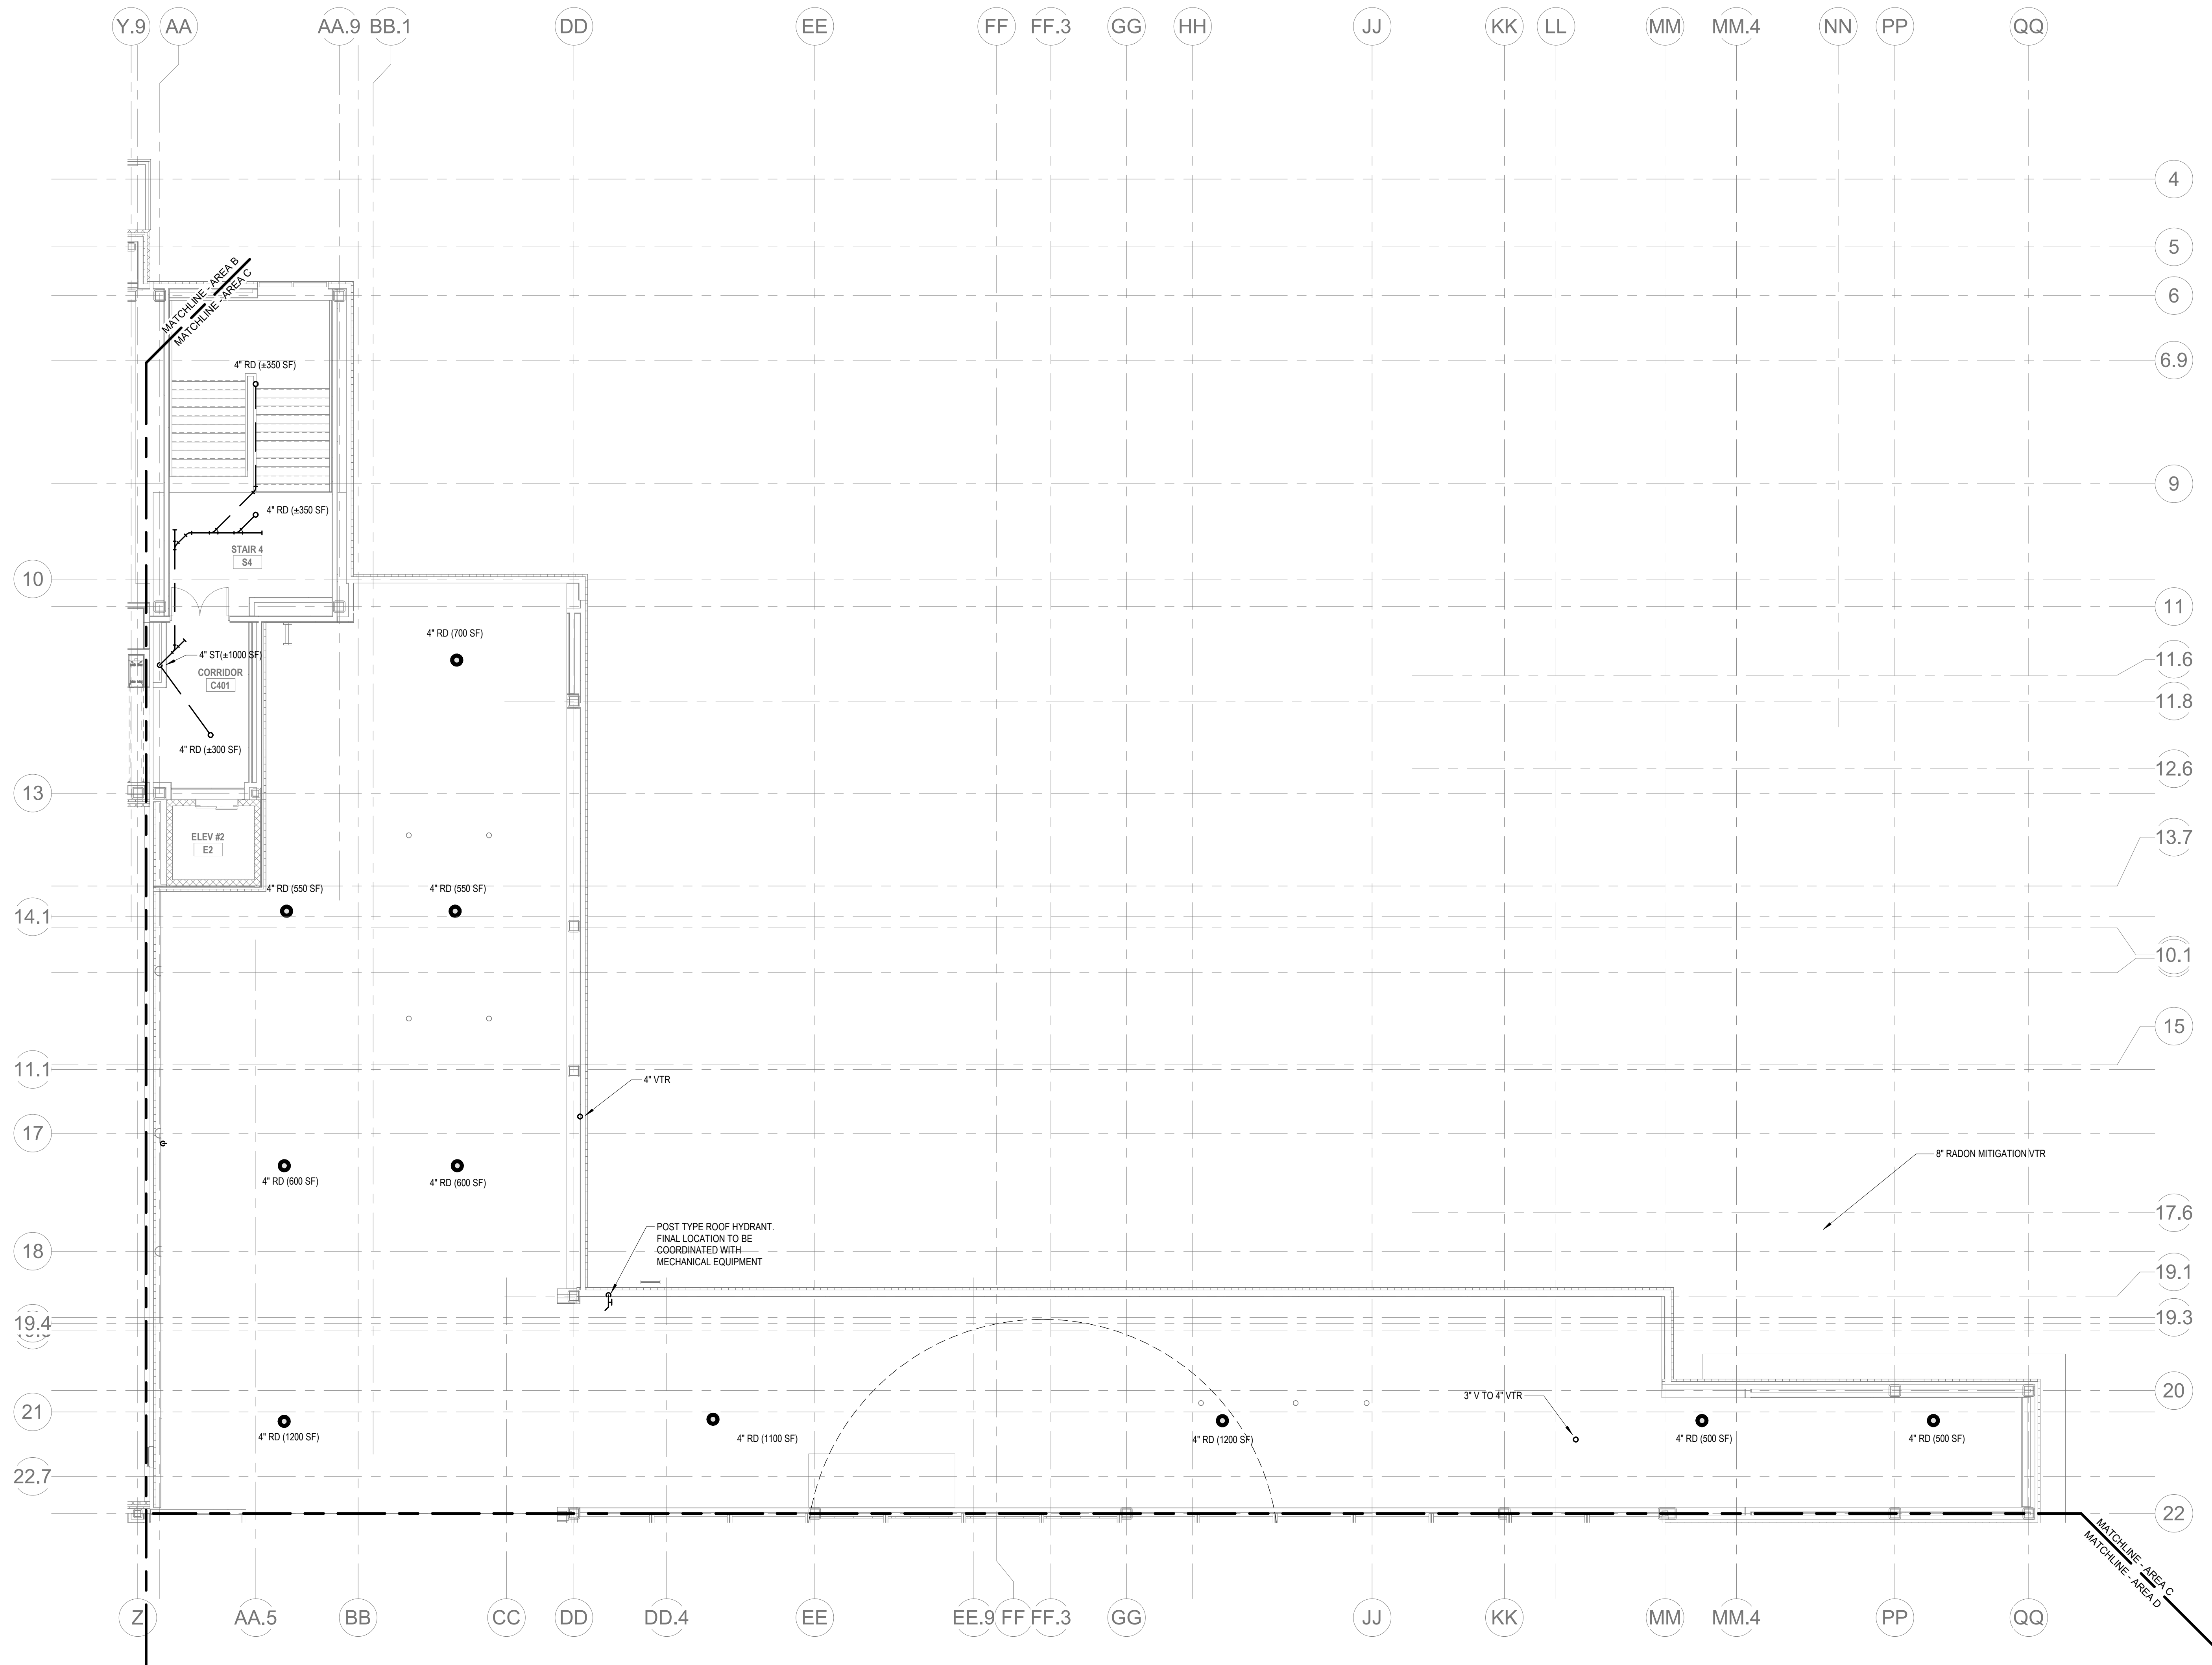 Y.9
AA
AA.9
BB.1
DD
EE
FF
FF.3
GG
HH
JJ
KK
LL
MM
MM.4
NN
PP
QQ
4
5
MATCHLINE - AREA B
MATCHLINE - AREA C
6
6.9
4" RD (±350 SF)
9
4" RD (±350 SF)
STAIR 4
S4
10
11
4" RD (700 SF)
4" ST(±1000 SF)
11.6
CORRIDOR
C401
11.8
4" RD (±300 SF)
12.6
13
ELEV #2
E2
13.7
4" RD (550 SF)
4" RD (550 SF)
14.1
10.1
15
11.1
4" VTR
17
8" RADON MITIGATION VTR
4" RD (600 SF)
4" RD (600 SF)
17.6
POST TYPE ROOF HYDRANT.
FINAL LOCATION TO BE
COORDINATED WITH
MECHANICAL EQUIPMENT
18
19.1
19.4
19.3
20
3" V TO 4" VTR
21
4" RD (1200 SF)
4" RD (1100 SF)
4" RD (1200 SF)
4" RD (500 SF)
4" RD (500 SF)
22.7
22
MATCHLINE - AREA C
MATCHLINE - AREA D
Z
AA.5
BB
CC
DD
DD.4
EE
EE.9
FF
FF.3
GG
JJ
KK
MM
MM.4
PP
QQ